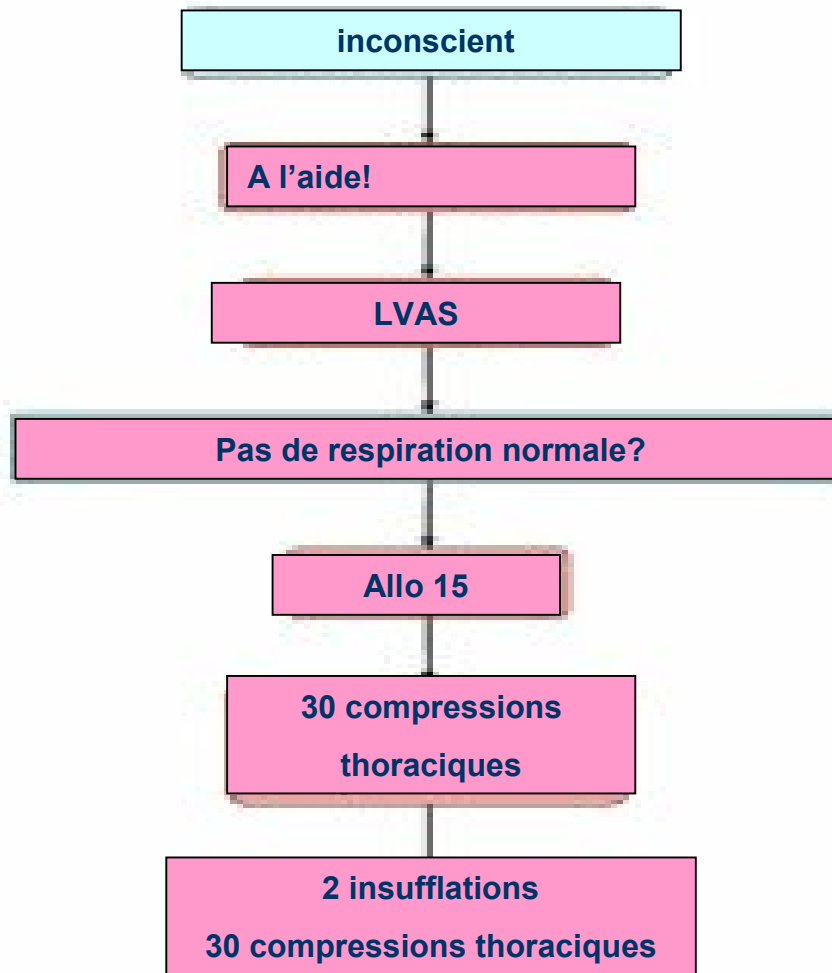 inconscient
A l'aide!
LVAS
Pas de respiration normale?
Allo 15
30 compressions
thoraciques
2 insufflations
30 compressions thoraciques